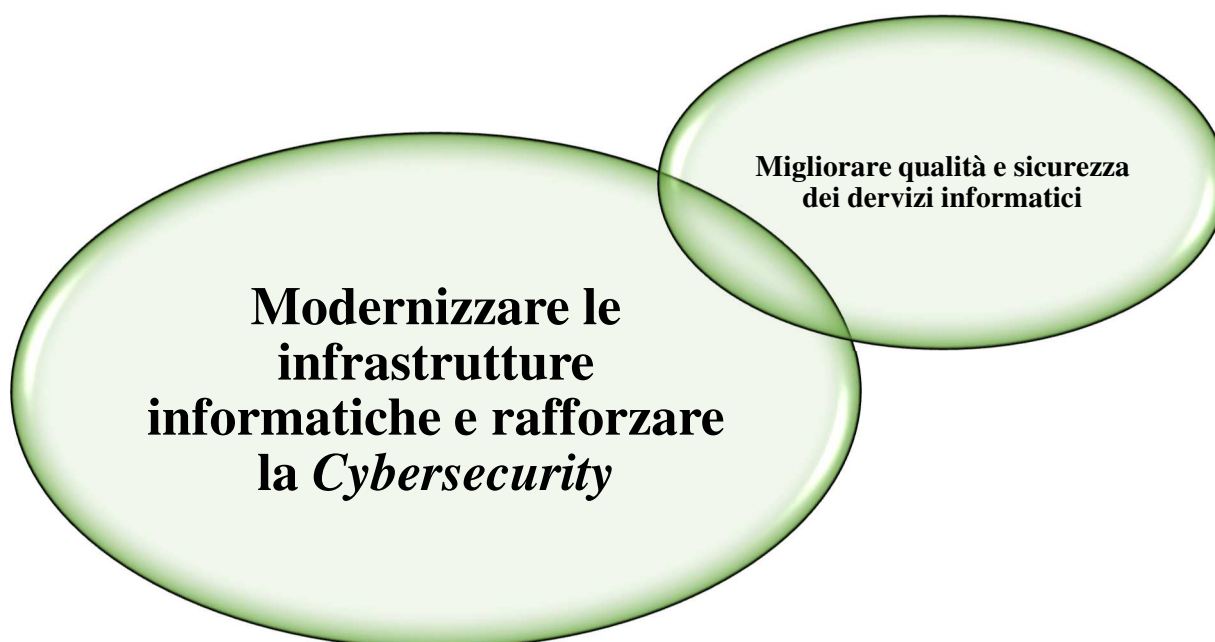 Migliorare qualità e sicurezza
dei dervizi informatici
Modernizzare le
infrastrutture
informatiche e rafforzare
la Cybersecurity